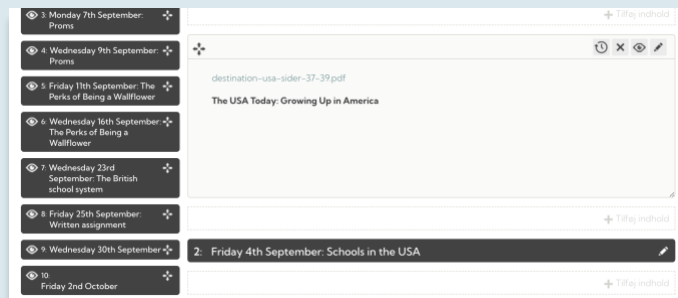 3: Monday 7th September:
Proms
4: Wednesday 9th September:
Proms
5: Friday 11th September: The
Perks of Being a Wallflower
6: Wednesday 16th September:
The Perks of Being a
Wallflower
7: Wednesday 23rd
September: The British
school system
8: Friday 25th September:
Written assignment
9: Wednesday 30th September
10:
Friday 2nd October
Tilføj indhold
destination-usa-sider-37-39.pdf
The USA Today: Growing Up in America
Tilføj indhold
2: Friday 4th September: Schools in the USA
Tilføj indhold